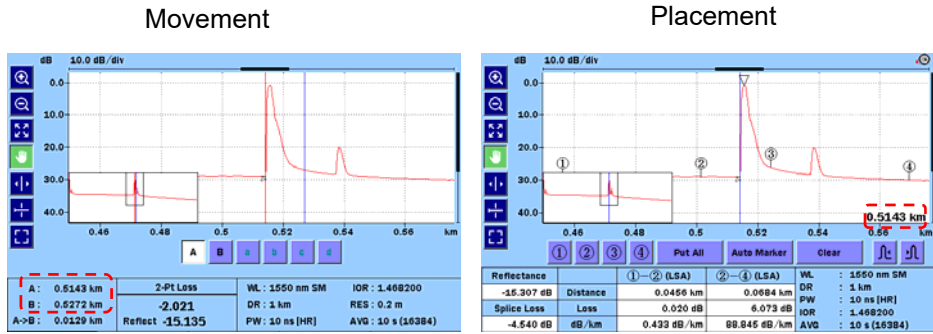 Movement
Placement
dB 10.0 dB/div
0.0
10.0
30.0
40.0
0.46 0.48 0.50 0.52 0.54 0.56 km
A B a b c d
A: 0.5143 km
B: 0.5272 km
A->B: 0.0129 km
2-Pt Loss
-2.021
Reflect -15.135
WL: 1550 nm SM IOR: 1.468200
DR: 1 km RES: 0.2 m
PW: 10 ns [HR] AVG: 10 s (16384)
dB 10.0 dB/div
0.0
10.0
30.0
40.0
① ② ③ ④
0.5143 km
0.46 0.48 0.50 0.52 0.54 0.56 km
① ② ③ ④ Put All Auto Marker Clear
Reflectance ①-② (LSA) ②-④ (LSA)
-15.307 dB Distance 0.0456 km 0.0684 km
Splice Loss Loss 0.020 dB 6.073 dB
-4.540 dB dB/km 0.433 dB/km 88.845 dB/km
WL : 1550 nm SM
DR : 1 km
PW : 10 ns [HR]
IOR : 1.468200
AVG : 10 s (16384)